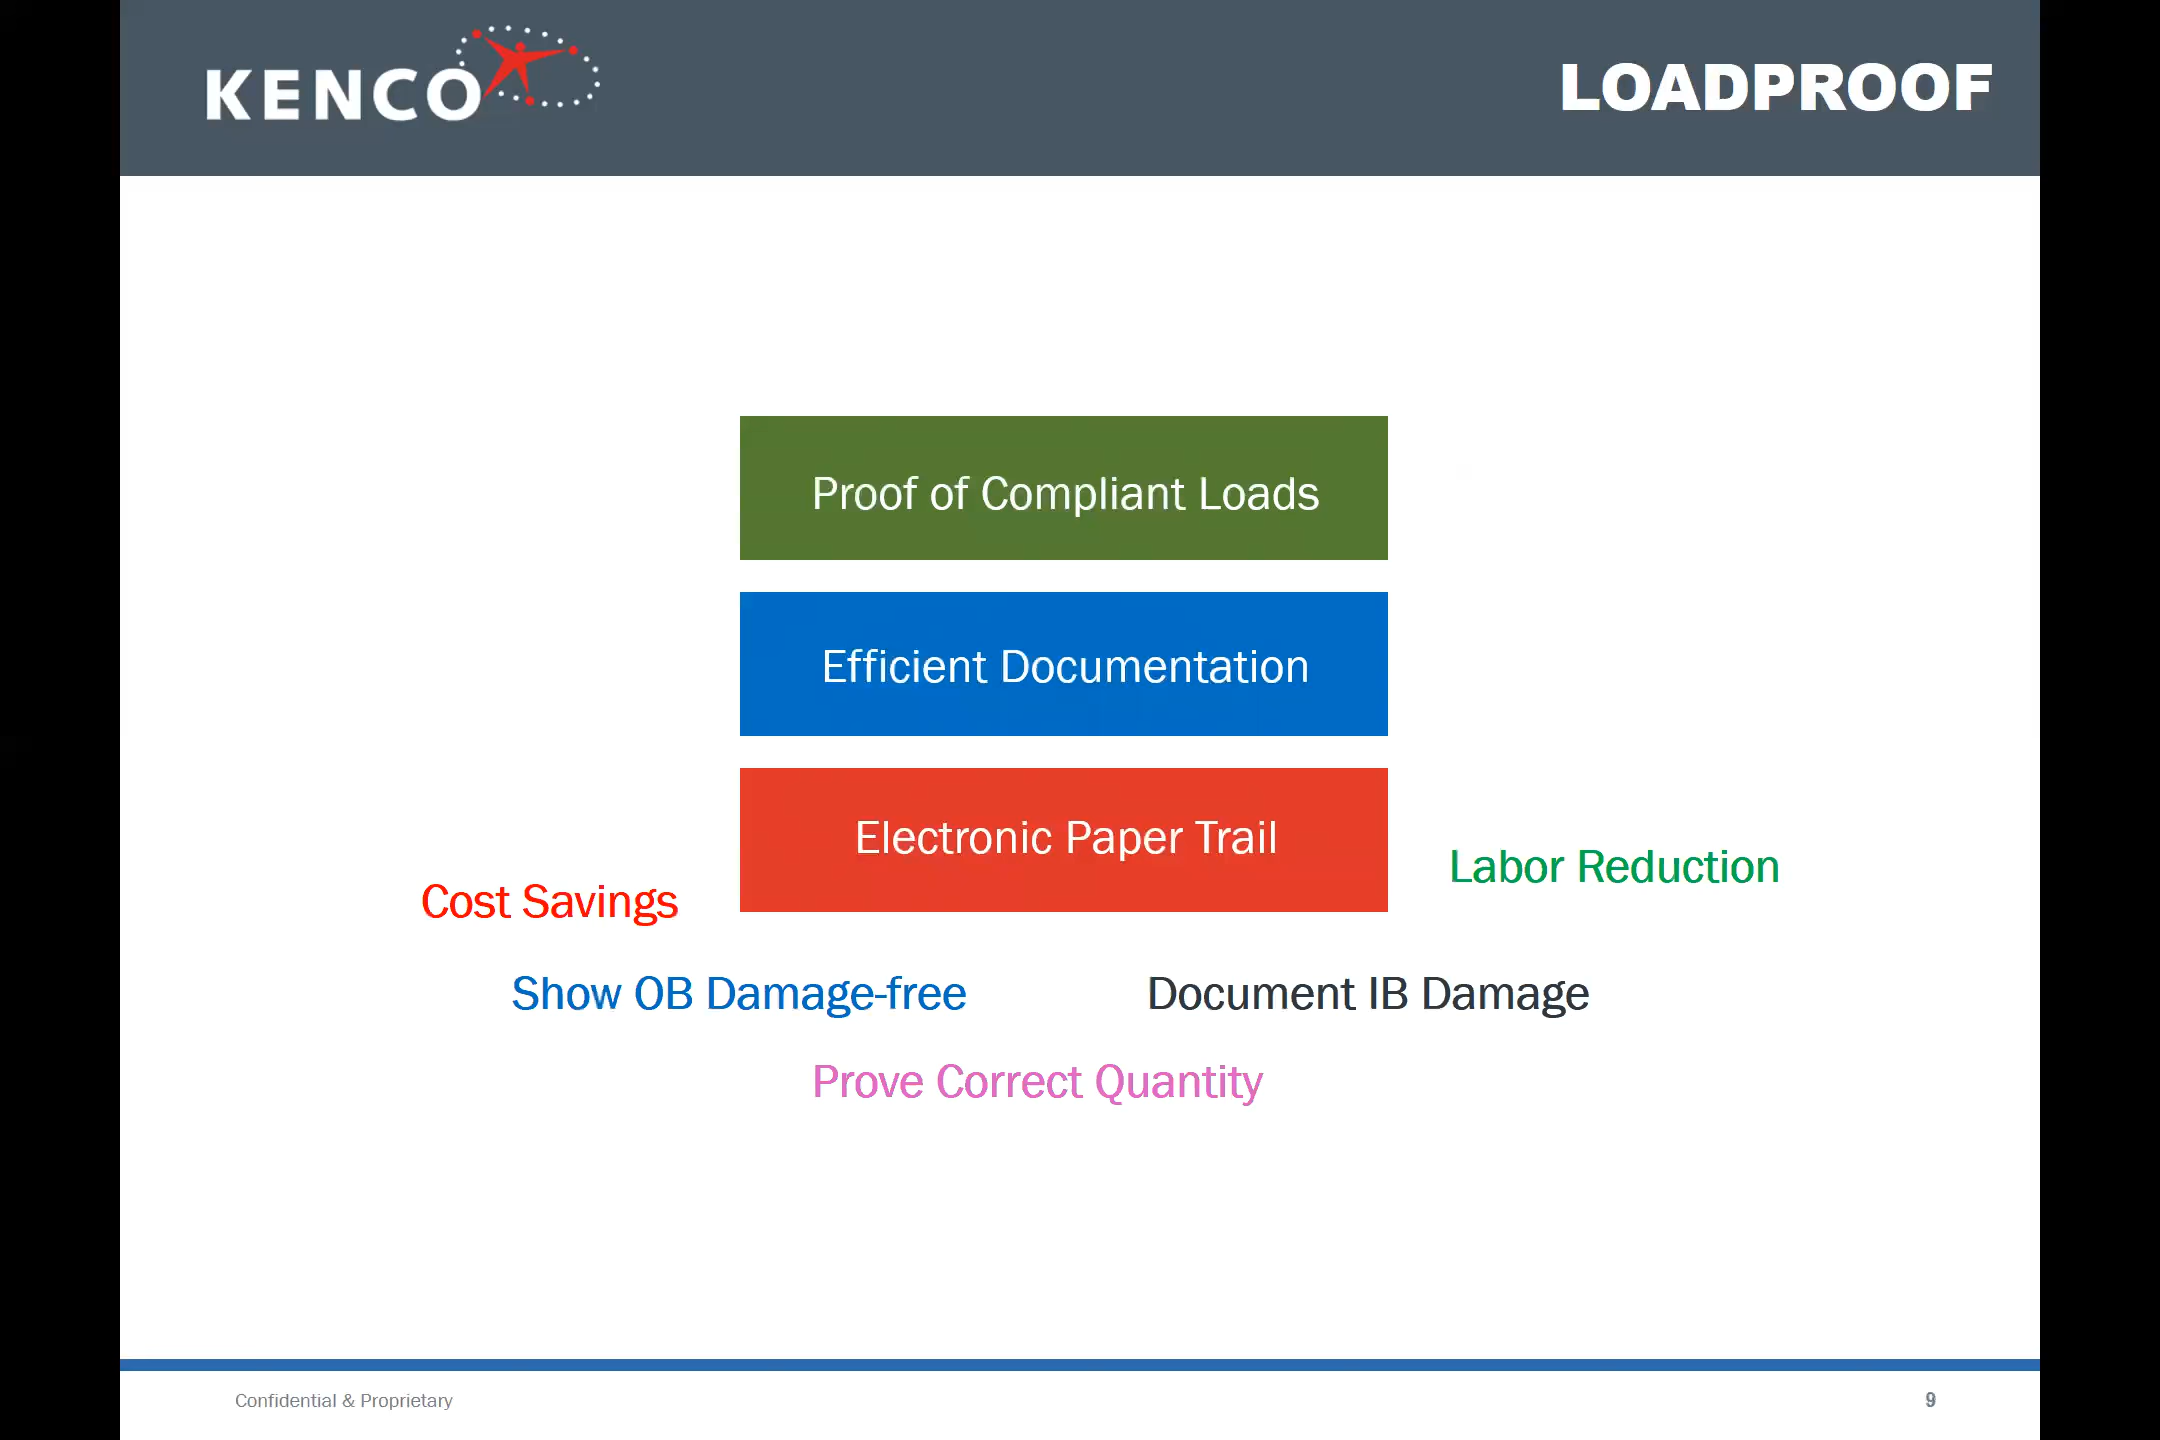 KENCO
LOADPROOF
Proof of Compliant Loads
Efficient Documentation
Electronic Paper Trail
Labor Reduction
Cost Savings
Show OB Damage-free
Document IB Damage
Prove Correct Quantity
Confidential & Proprietary
9